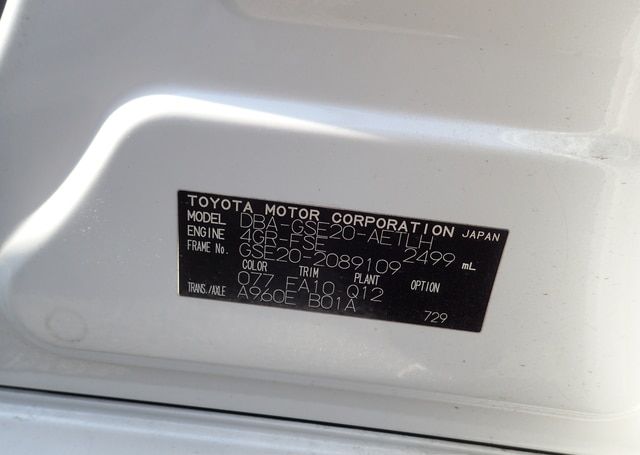 TOYOTA MOTOR CORPORATION JAPAN
MODEL DBA-GSE20-AETLH
ENGINE 4GR-FSE 2499 mL
FRAME No. GSE20-2089109
COLOR TRIM PLANT OPTION
077 FA10 Q12
TRANS./AXLE A960E B01A
729